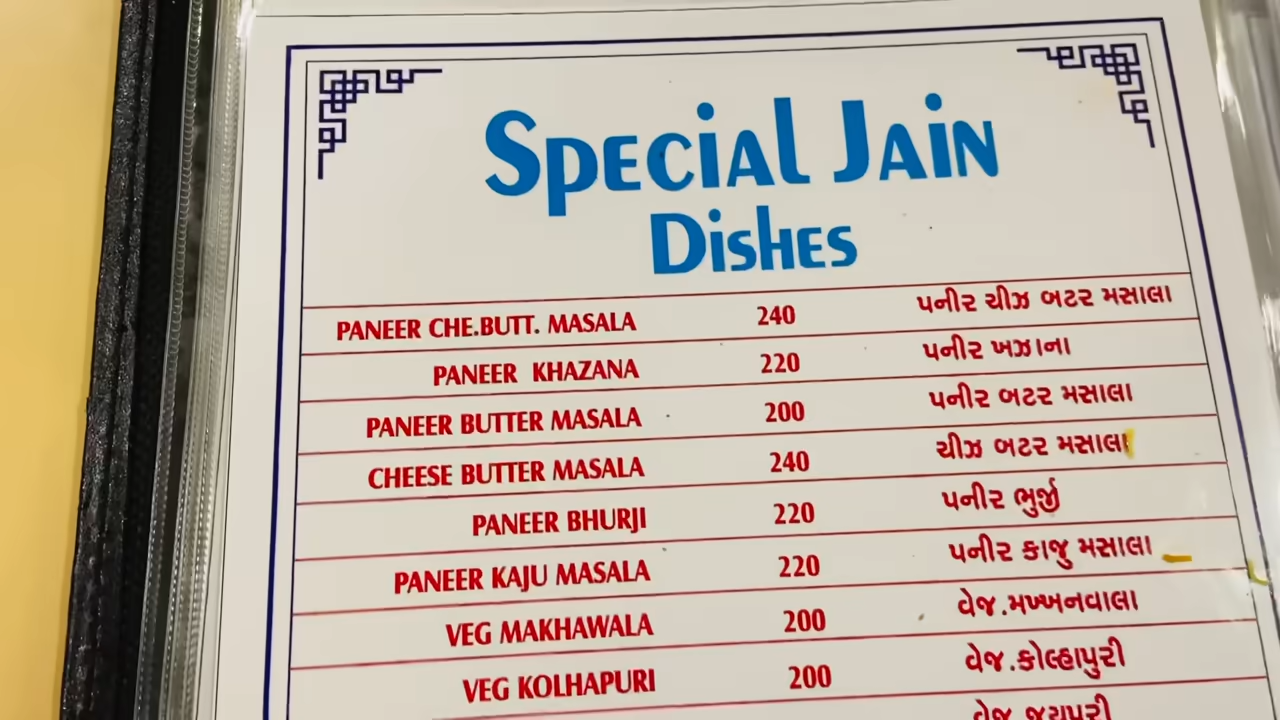 Special Jain
Dishes
PANEER CHE.BUTT. MASALA 240 પનીર ચીઝ બટર મસાલા
PANEER KHAZANA 220 પનીર ખઝાના
PANEER BUTTER MASALA 200 પનીર બટર મસાલા
CHEESE BUTTER MASALA 240 ચીઝ બટર મસાલા
PANEER BHURJI 220 પનીર ભુર્જી
PANEER KAJU MASALA 220 પનીર કાજુ મસાલા
VEG MAKHAWALA 200 વેજ.મખ્ખનવાલા
VEG KOLHAPURI 200 વેજ.કોલ્હાપુરી
વેજ.જયપુરી